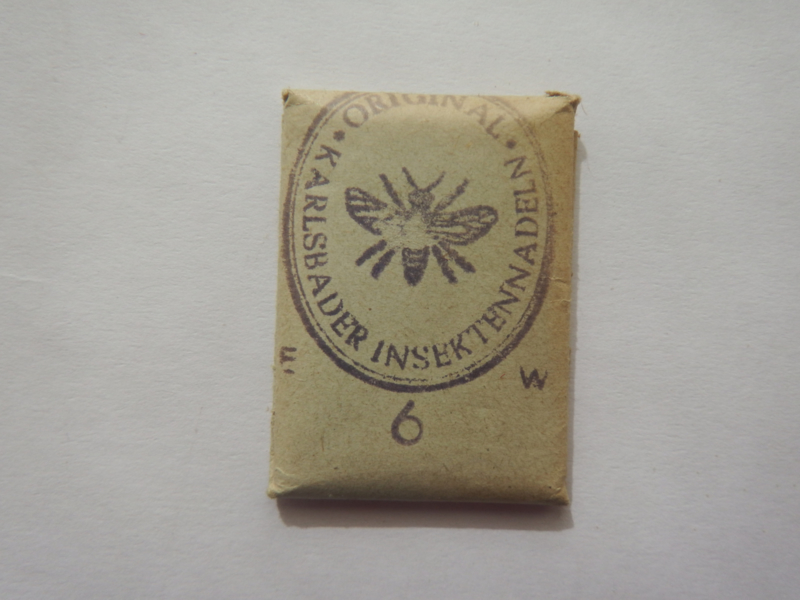 • ORIGINAL •
KARLSBADER INSEKTENNADELN
W
6